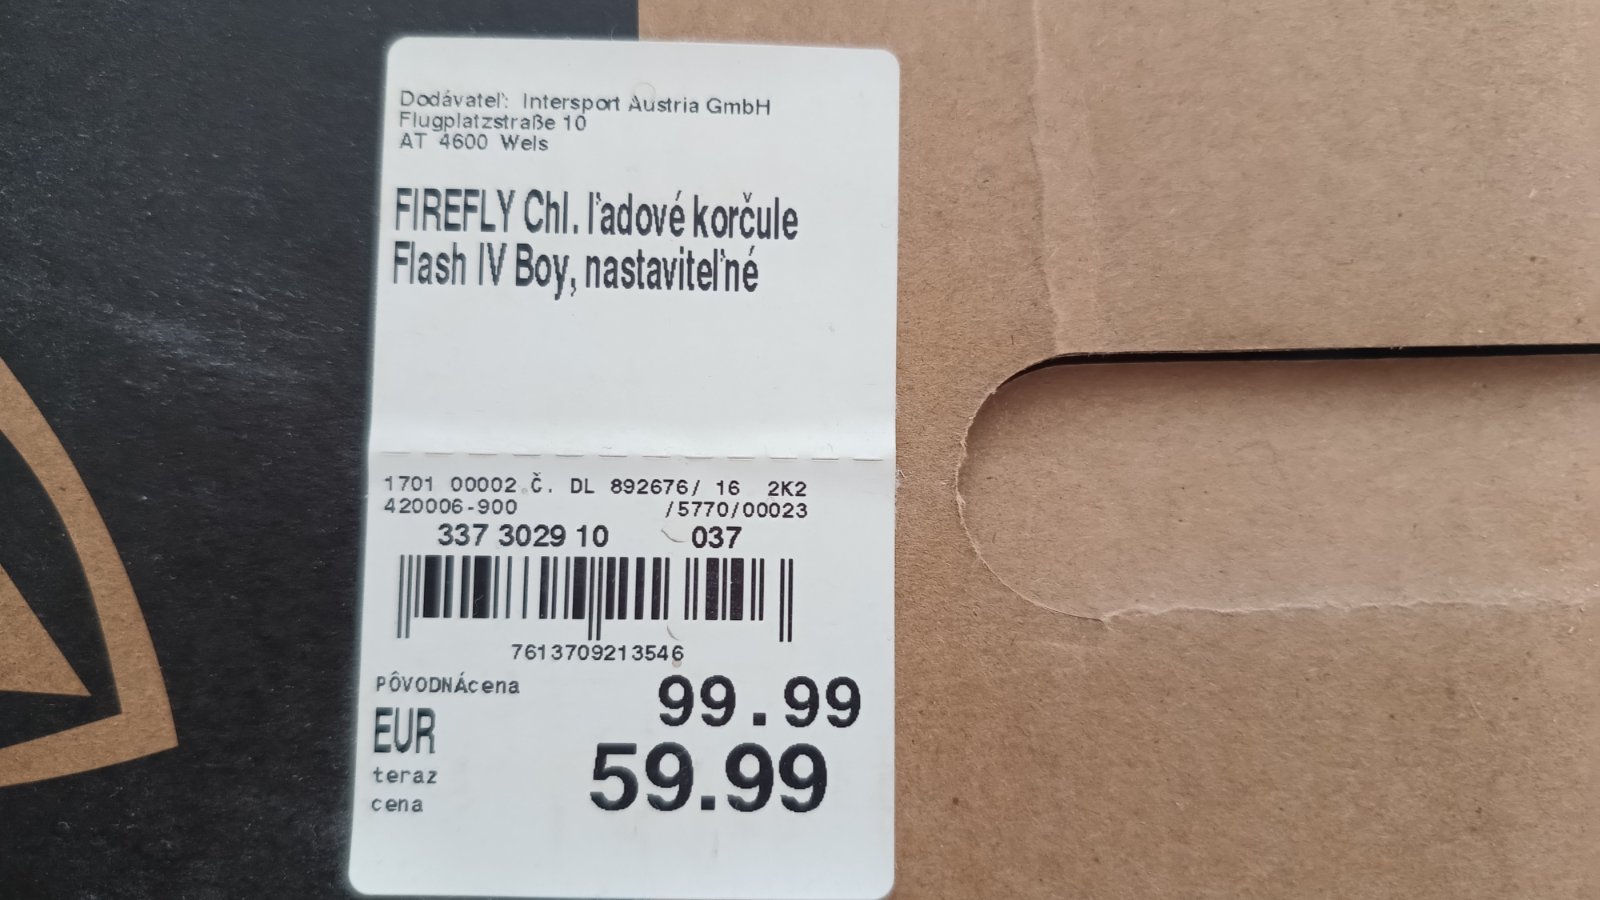 Dodávateľ: Intersport Austria GmbH
Flugplatzstraße 10
AT 4600 Wels
FIREFLY Chl. ľadové korčule
Flash IV Boy, nastaviteľné
1701 00002 Č. DL 892676/ 16 2K2
420006-900 /5770/00023
337 3029 10 037
7613709213546
PÔVODNÁcena 99.99
EUR
teraz
cena
59.99